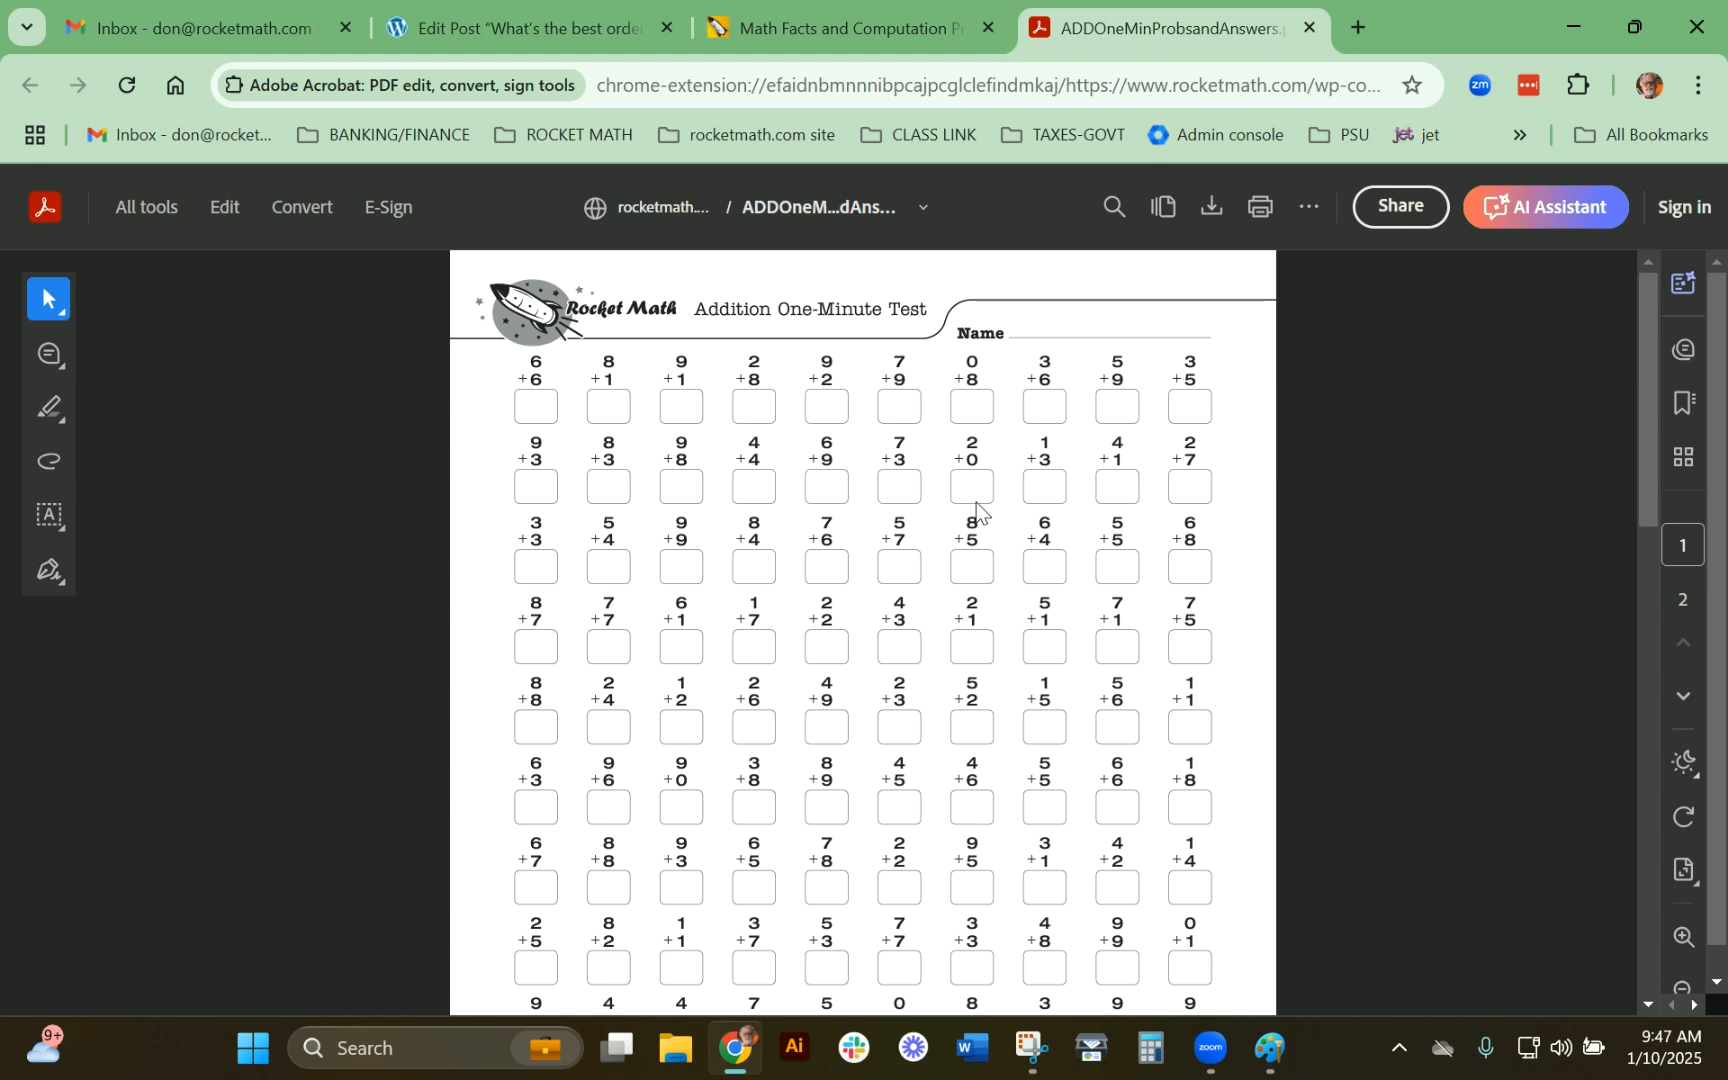 Inbox - don@rocketmath.com
Edit Post “What’s the best orde
Math Facts and Computation P
ADDOneMinProbsandAnswers.p
Adobe Acrobat: PDF edit, convert, sign tools
chrome-extension://efaidnbmnnnibpcajpcglclefindmkaj/https://www.rocketmath.com/wp-co...
zm
Inbox - don@rocket...
BANKING/FINANCE
ROCKET MATH
rocketmath.com site
CLASS LINK
TAXES-GOVT
Admin console
PSU
jet jet
»
All Bookmarks
All tools
Edit
Convert
E-Sign
rocketmath.... / ADDOneM...dAns...
Share
AI Assistant
Sign in
Rocket Math Addition One-Minute Test
Name
6 8 9 2 9 7 0 3 5 3
+6 +1 +1 +8 +2 +9 +8 +6 +9 +5
9 8 9 4 6 7 2 1 4 2
+3 +3 +8 +4 +9 +3 +0 +3 +1 +7
3 5 9 8 7 5 8 6 5 6
+3 +4 +9 +4 +6 +7 +5 +4 +5 +8
8 7 6 1 2 4 2 5 7 7
+7 +7 +1 +7 +2 +3 +1 +1 +1 +5
8 2 1 2 4 2 5 1 5 1
+8 +4 +2 +6 +9 +3 +2 +5 +6 +1
6 9 9 3 8 4 4 5 6 1
+3 +6 +0 +8 +9 +5 +6 +5 +6 +8
6 8 9 6 7 2 9 3 4 1
+7 +8 +3 +5 +8 +2 +5 +1 +2 +4
2 8 1 3 5 7 3 4 9 0
+5 +2 +1 +7 +3 +7 +3 +8 +9 +1
9 4 4 7 5 0 8 3 9 9
1
2
9+
Search
Ai
W
zoom
9:47 AM
1/10/2025